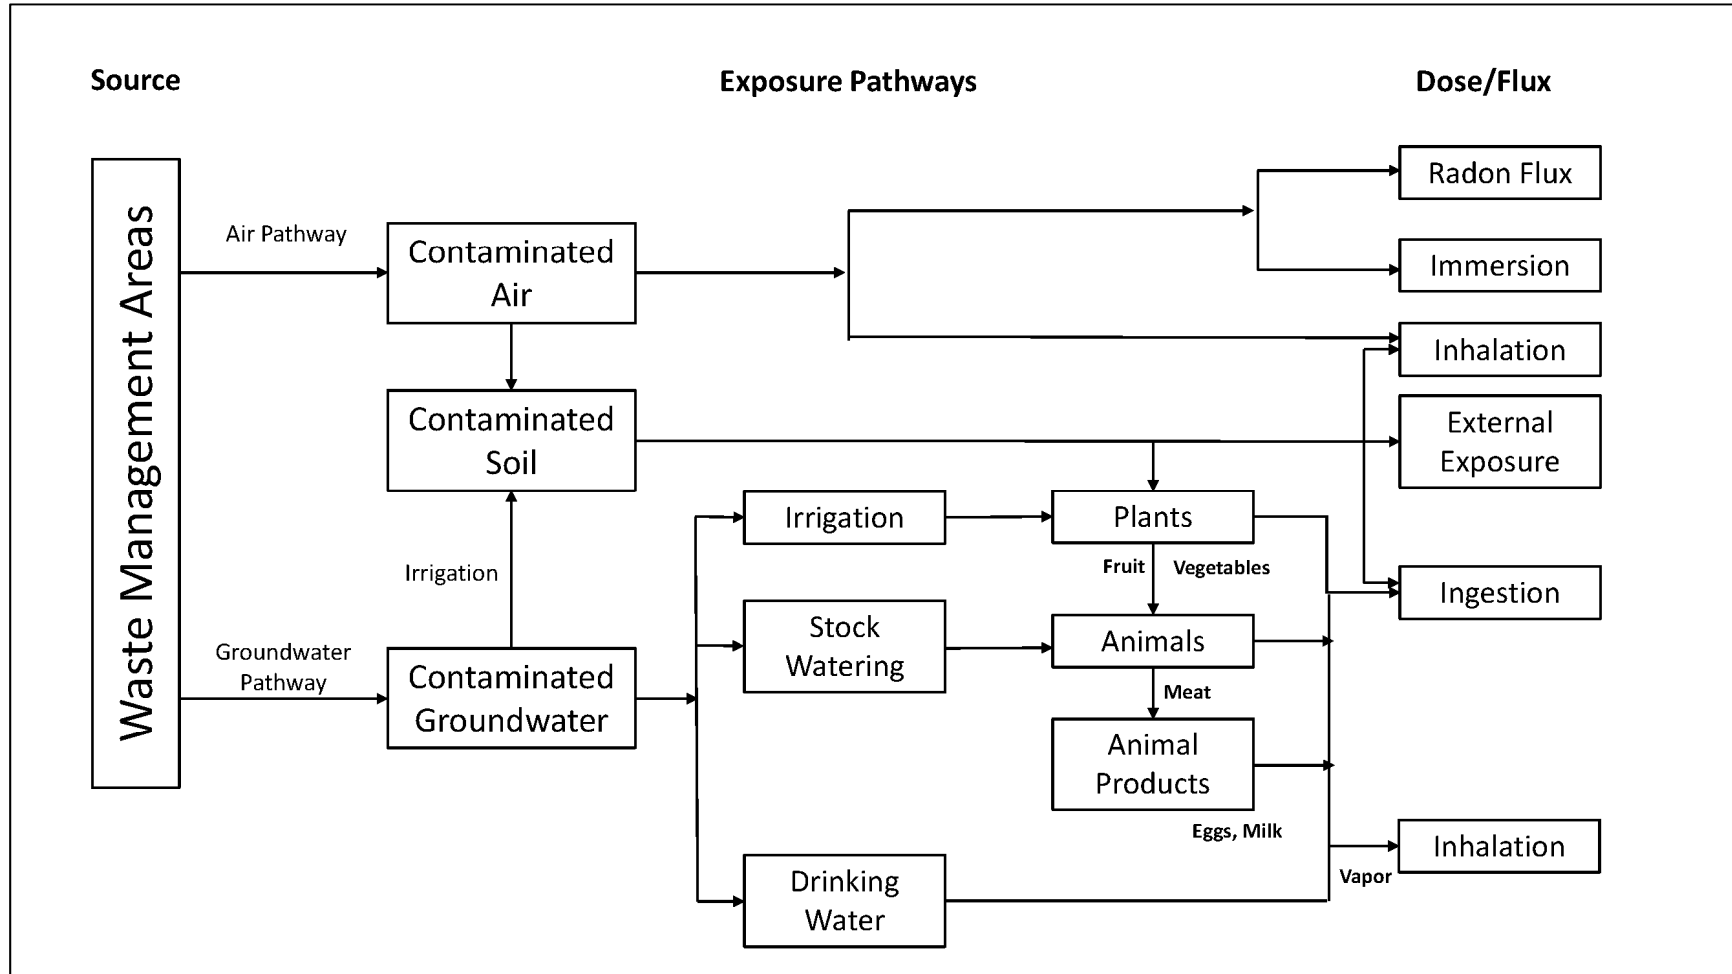 Source
Exposure Pathways
Dose/Flux
Waste Management Areas
Air Pathway
Contaminated
Air
Radon Flux
Immersion
Inhalation
Contaminated
Soil
External
Exposure
Irrigation
Irrigation
Plants
Fruit
Vegetables
Ingestion
Groundwater
Pathway
Contaminated
Groundwater
Stock
Watering
Animals
Meat
Animal
Products
Eggs, Milk
Drinking
Water
Vapor
Inhalation